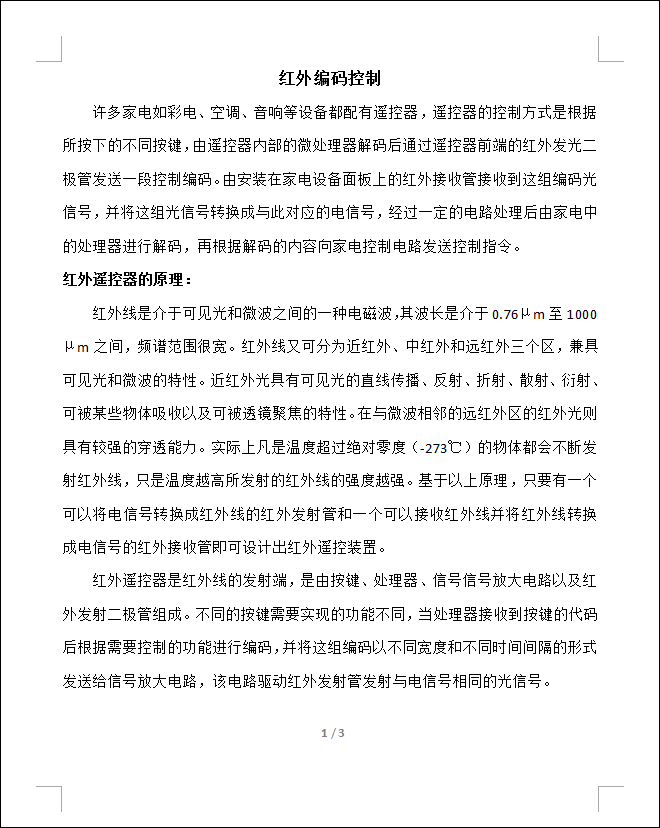 红外编码控制
许多家电如彩电、空调、音响等设备都配有遥控器，遥控器的控制方式是根据
所按下的不同按键，由遥控器内部的微处理器解码后通过遥控器前端的红外发光二
极管发送一段控制编码。由安装在家电设备面板上的红外接收管接收到这组编码光
信号，并将这组光信号转换成与此对应的电信号，经过一定的电路处理后由家电中
的处理器进行解码，再根据解码的内容向家电控制电路发送控制指令。
红外遥控器的原理：
红外线是介于可见光和微波之间的一种电磁波，其波长是介于 0.76μm 至 1000
μm 之间，频谱范围很宽。红外线又可分为近红外、中红外和远红外三个区，兼具
可见光和微波的特性。近红外光具有可见光的直线传播、反射、折射、散射、衍射、
可被某些物体吸收以及可被透镜聚焦的特性。在与微波相邻的远红外区的红外光则
具有较强的穿透能力。实际上凡是温度超过绝对零度（-273℃）的物体都会不断发
射红外线，只是温度越高所发射的红外线的强度越强。基于以上原理，只要有一个
可以将电信号转换成红外线的红外发射管和一个可以接收红外线并将红外线转换
成电信号的红外接收管即可设计出红外遥控装置。
红外遥控器是红外线的发射端，是由按键、处理器、信号信号放大电路以及红
外发射二极管组成。不同的按键需要实现的功能不同，当处理器接收到按键的代码
后根据需要控制的功能进行编码，并将这组编码以不同宽度和不同时间间隔的形式
发送给信号放大电路，该电路驱动红外发射管发射与电信号相同的光信号。
1 / 3